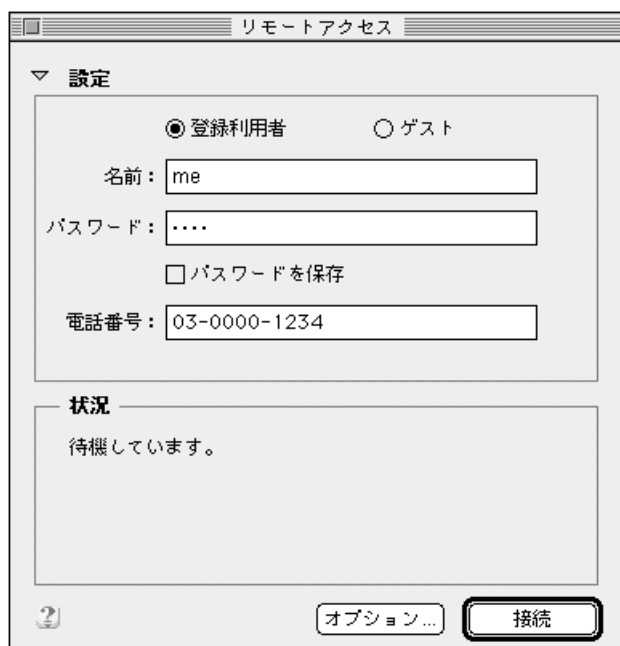 リモートアクセス
設定
登録利用者 ゲスト
名前： me
パスワード： ････
パスワードを保存
電話番号： 03-0000-1234
状況
待機しています。
? オプション... 接続